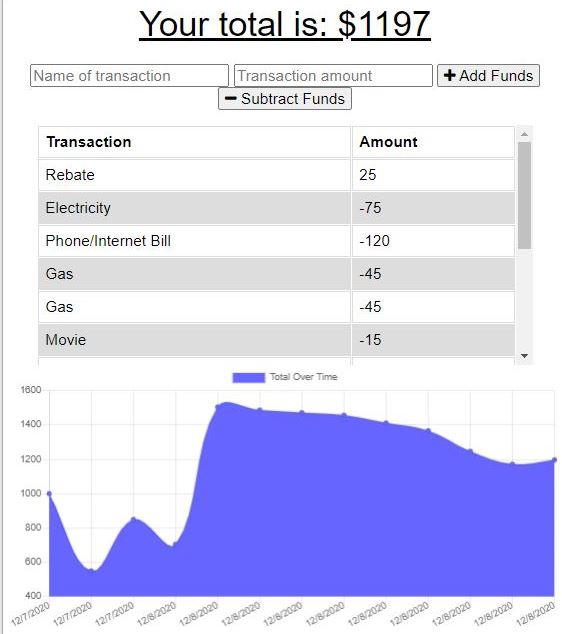 Your total is: $1197
Name of transaction Transaction amount + Add Funds
− Subtract Funds
Transaction Amount
Rebate 25
Electricity -75
Phone/Internet Bill -120
Gas -45
Gas -45
Movie -15
Total Over Time
1600
1400
1200
1000
800
600
400
12/7/2020 12/7/2020 12/7/2020 12/8/2020 12/8/2020 12/8/2020 12/8/2020 12/8/2020 12/8/2020 12/8/2020 12/8/2020 12/8/2020 12/8/2020